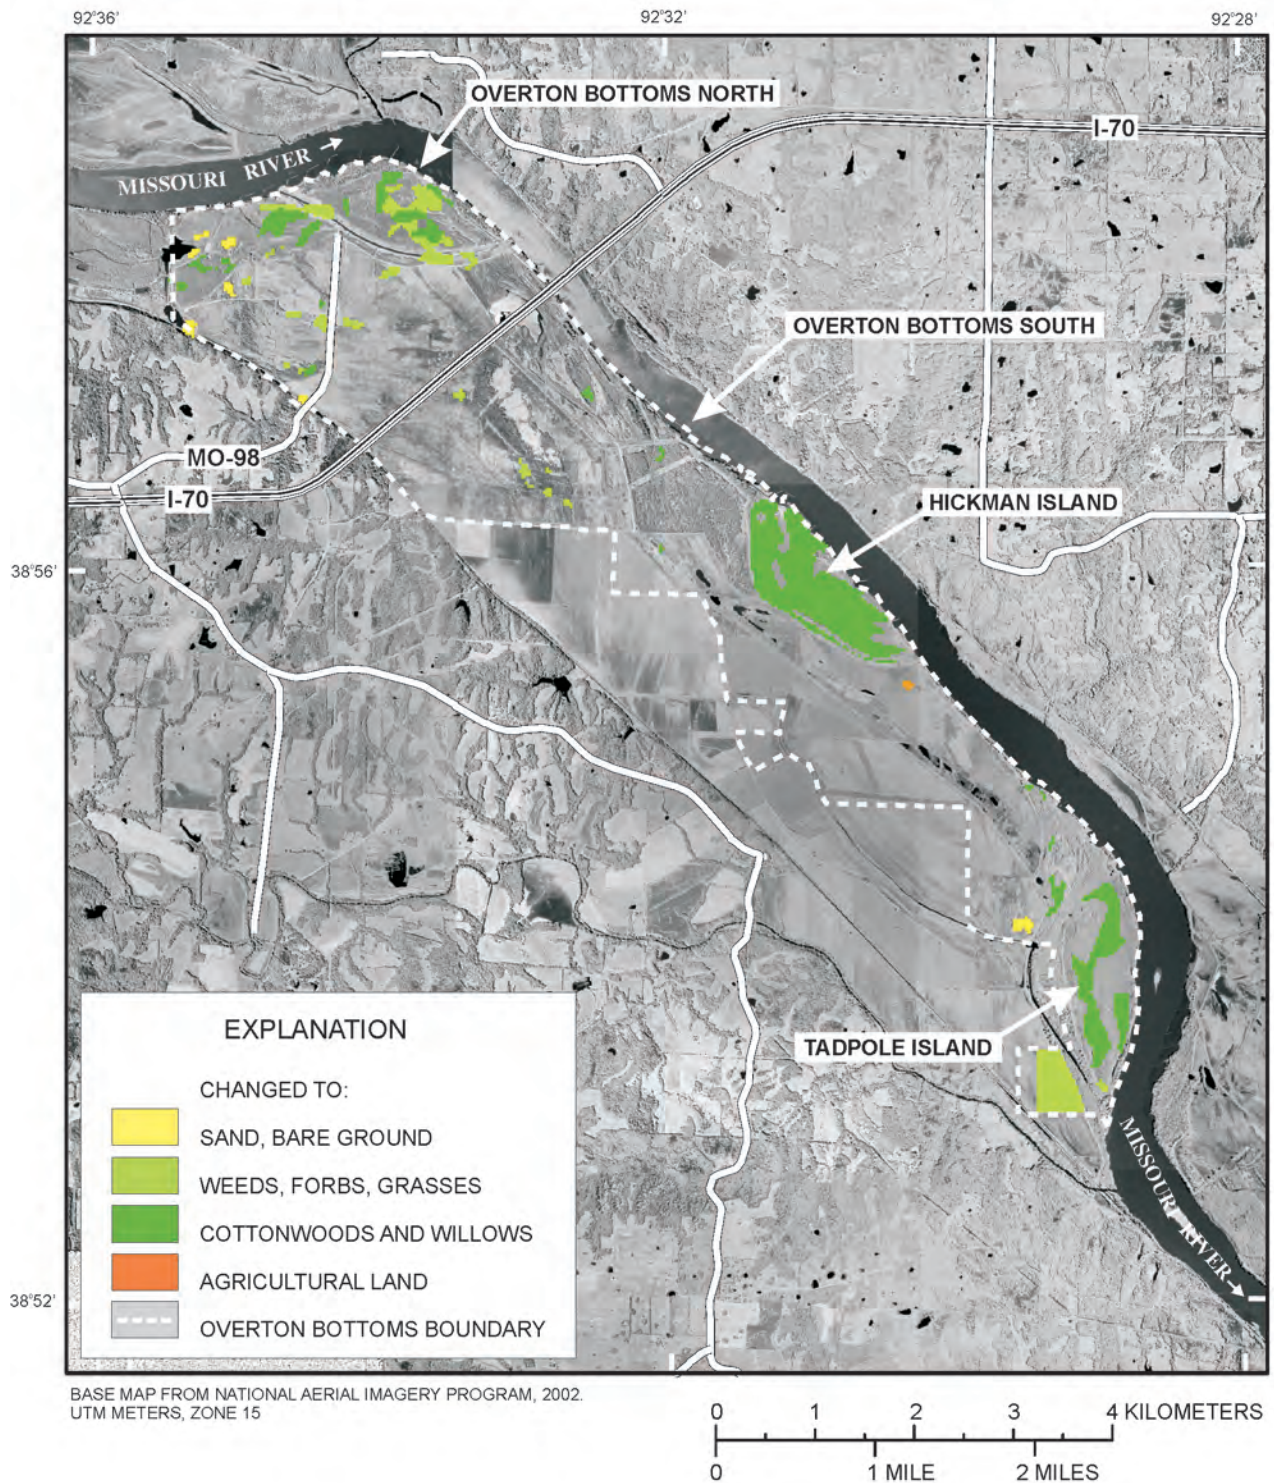 92°36'
92°32'
92°28'
OVERTON BOTTOMS NORTH
I-70
MISSOURI RIVER →
OVERTON BOTTOMS SOUTH
MO-98
I-70
HICKMAN ISLAND
38°56'
TADPOLE ISLAND
MISSOURI RIVER →
EXPLANATION
CHANGED TO:
SAND, BARE GROUND
WEEDS, FORBS, GRASSES
COTTONWOODS AND WILLOWS
AGRICULTURAL LAND
OVERTON BOTTOMS BOUNDARY
38°52'
BASE MAP FROM NATIONAL AERIAL IMAGERY PROGRAM, 2002.
UTM METERS, ZONE 15
0 1 2 3 4 KILOMETERS
0 1 MILE 2 MILES